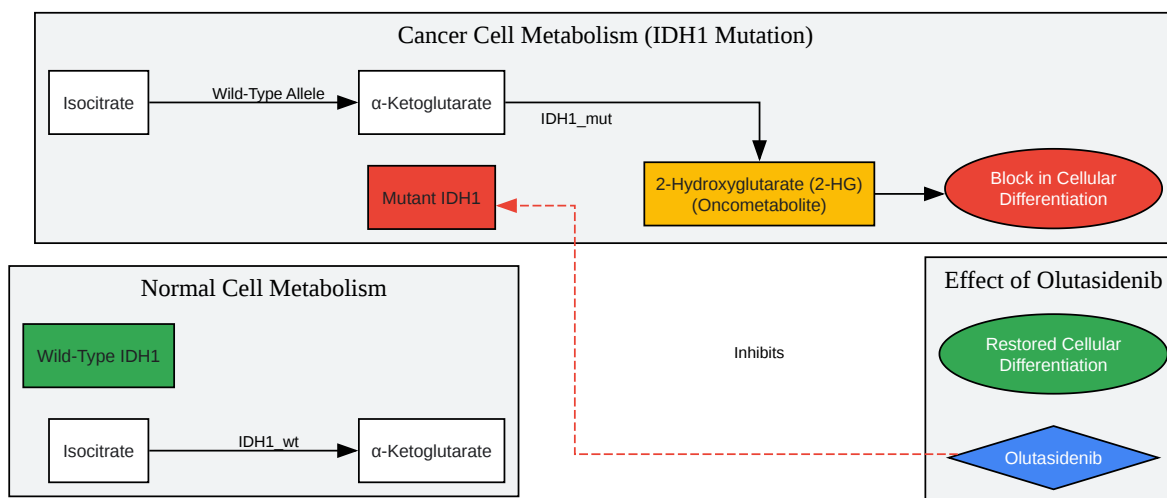 Cancer Cell Metabolism (IDH1 Mutation)
Isocitrate
Wild-Type Allele
α-Ketoglutarate
IDH1_mut
Mutant IDH1
2-Hydroxyglutarate (2-HG)
(Oncometabolite)
Block in Cellular
Differentiation
Normal Cell Metabolism
Wild-Type IDH1
Isocitrate
IDH1_wt
α-Ketoglutarate
Inhibits
Effect of Olutasidenib
Restored Cellular
Differentiation
Olutasidenib